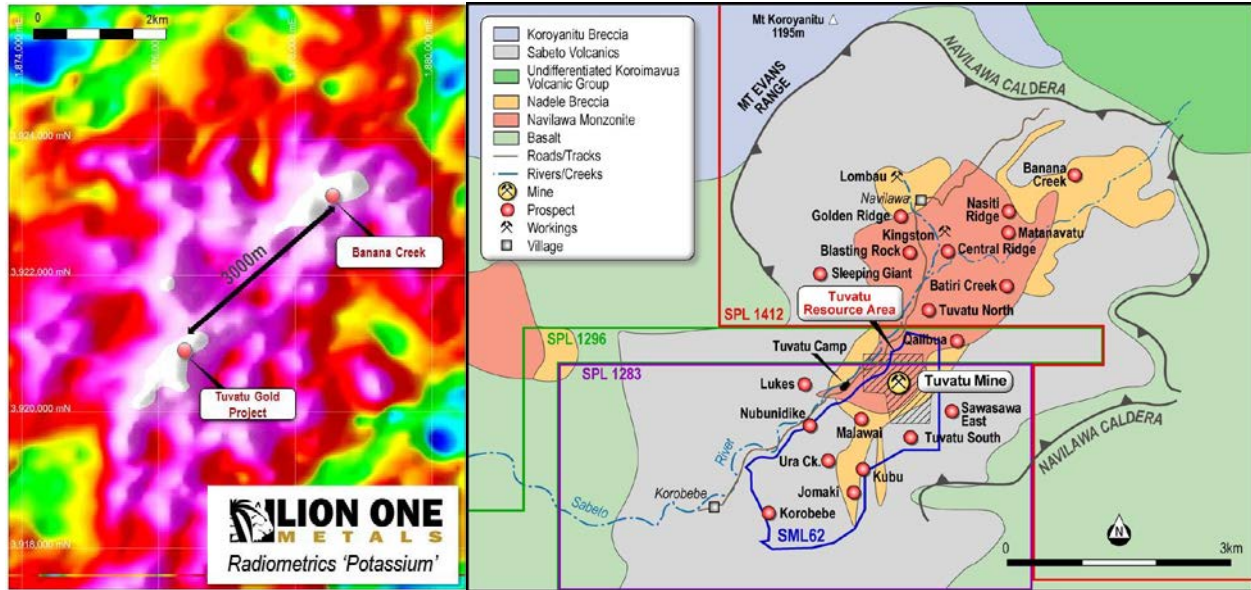 0 2km
1,874,000 mE
1,880,000 mE
3,924,000 mN
3,922,000 mN
3,920,000 mN
3,918,000 mN
3000m
Banana Creek
Tuvatu Gold
Project
LION ONE
METALS
Radiometrics 'Potassium'
Koroyanitu Breccia
Sabeto Volcanics
Undifferentiated Koroimavua
Volcanic Group
Nadele Breccia
Navilawa Monzonite
Basalt
Roads/Tracks
Rivers/Creeks
Mine
Prospect
Workings
Village
Mt Koroyanitu
1195m
MT EVANS
RANGE
NAVILAWA CALDERA
Lombau
Navilawa
Golden Ridge
Kingston
Blasting Rock
Sleeping Giant
Banana
Creek
Nasiti
Ridge
Matanavatu
Central Ridge
Batiri Creek
Tuvatu North
Tuvatu
Resource Area
SPL 1412
SPL 1296
SPL 1283
Qalibua
Tuvatu Camp
Lukes
Tuvatu Mine
Nubunidike
Malawai
Sawasawa
East
Tuvatu South
Ura Ck.
Kubu
Jomaki
Korobebe
River
Sabeto
Korobebe
SML62
NAVILAWA CALDERA
N
0 3km